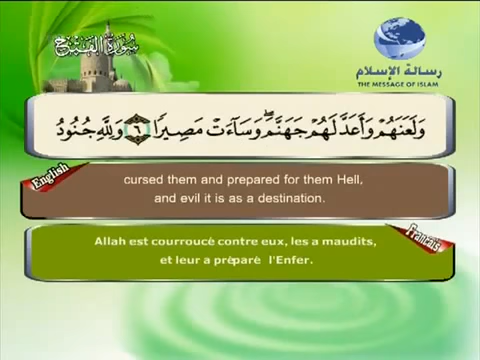 سورة الفتح
رسالة الإسلام
THE MESSAGE OF ISLAM
وَلَعَنَهُمْ وَأَعَدَّ لَهُمْ جَهَنَّمَ ۖ وَسَاءَتْ مَصِيرًا ٦ وَلِلَّهِ جُنُودُ
English
cursed them and prepared for them Hell,
and evil it is as a destination.
Francais
Allah est courroucé contre eux, les a maudits,
et leur a préparé l'Enfer.